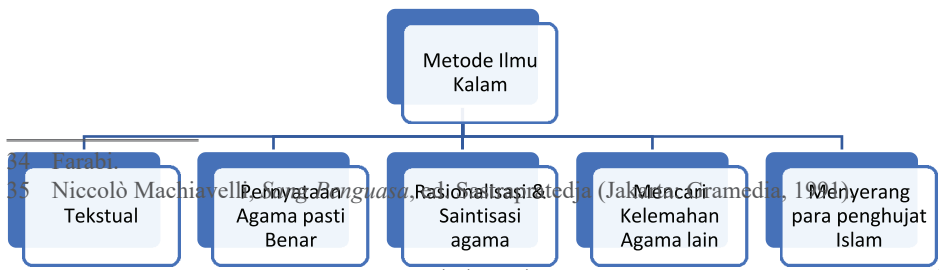 Metode Ilmu
Kalam
34 Farabi.
35 Niccolò Machiavelli, Sang Penguasa, ed. Sastrapratedja (Jakarta: Gramedia, 1991).
Tekstual
Pernyataan
Agama pasti
Benar
Rasionalisasi &
Saintisasi
agama
Mencari
Kelemahan
Agama lain
Menyerang
para penghujat
Islam